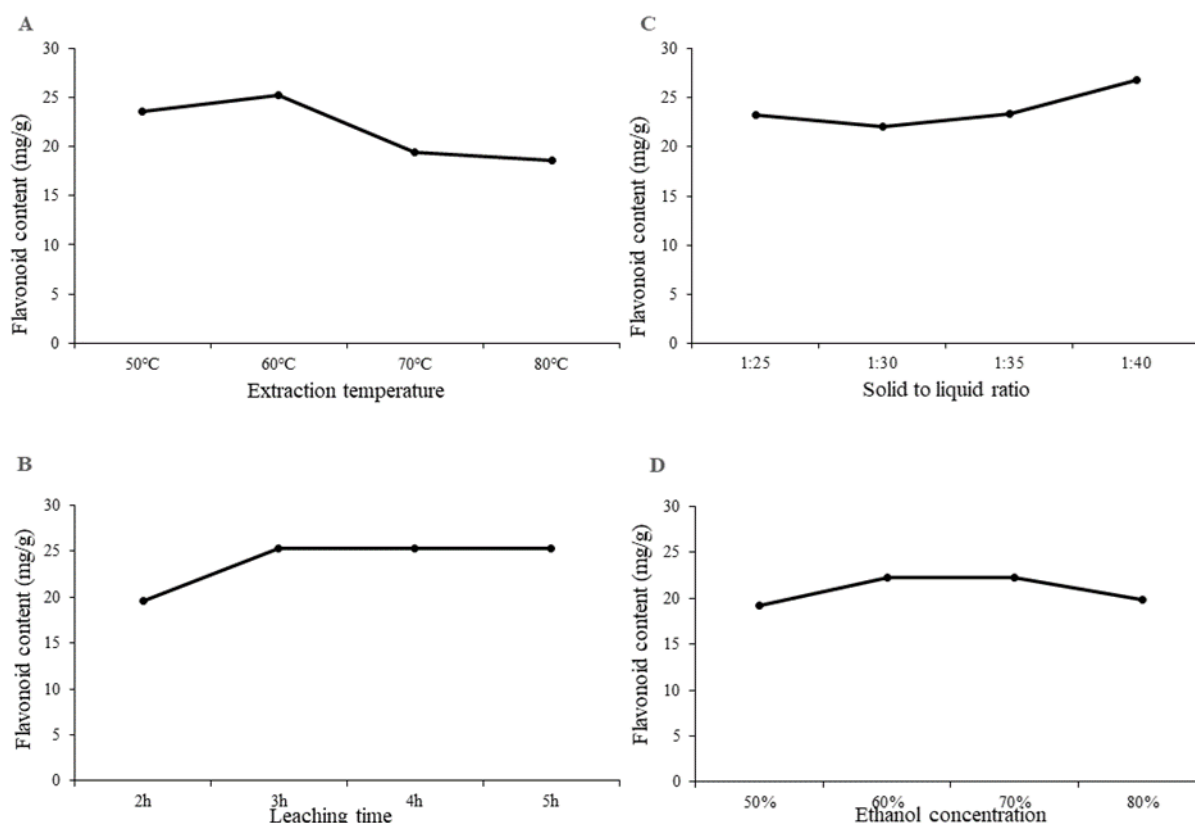 A
Flavonoid content (mg/g)
30
25
20
15
10
5
0
50°C 60°C 70°C 80°C
Extraction temperature
C
Flavonoid content (mg/g)
30
25
20
15
10
5
0
1:25 1:30 1:35 1:40
Solid to liquid ratio
B
Flavonoid content (mg/g)
30
25
20
15
10
5
0
2h 3h 4h 5h
Leaching time
D
Flavonoid content (mg/g)
30
25
20
15
10
5
0
50% 60% 70% 80%
Ethanol concentration